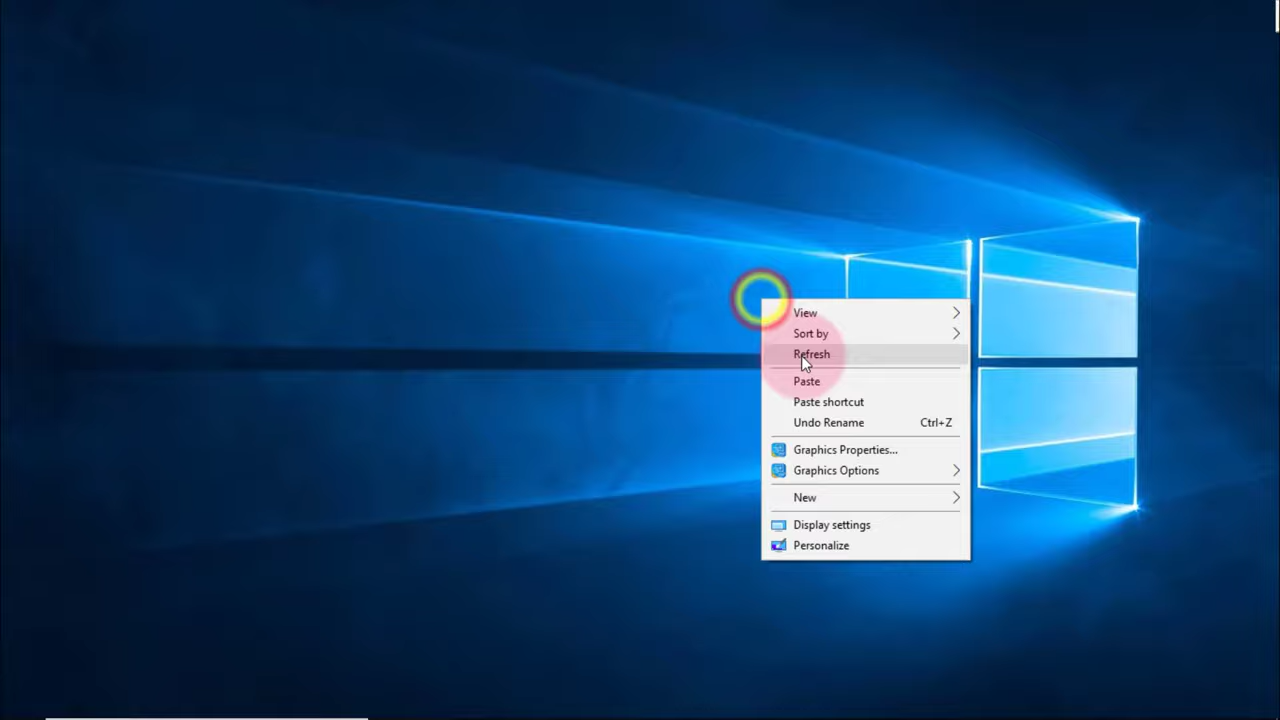 View
Sort by
Refresh
Paste
Paste shortcut
Undo Rename Ctrl+Z
Graphics Properties...
Graphics Options
New
Display settings
Personalize